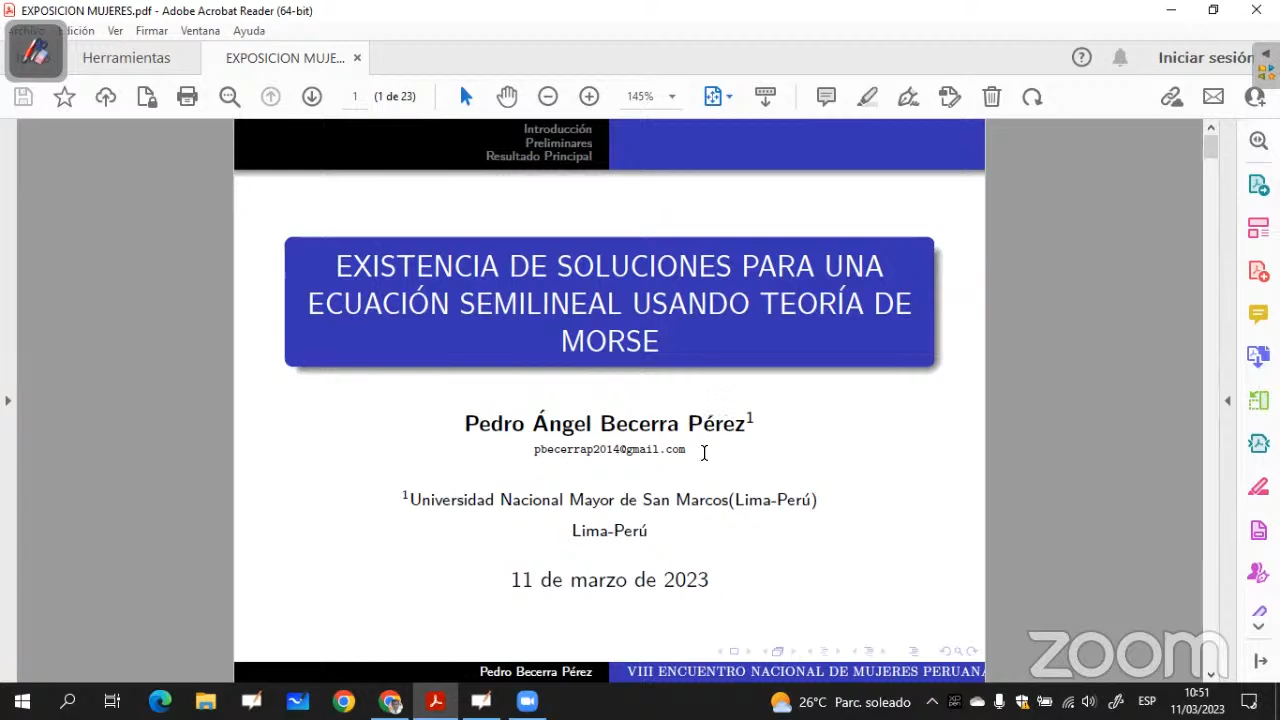 EXPOSICION MUJERES.pdf - Adobe Acrobat Reader (64-bit)
Archivo Edición Ver Firmar Ventana Ayuda
Herramientas EXPOSICION MUJE... × Iniciar sesión
1 (1 de 23) 145%
Introducción
Preliminares
Resultado Principal
EXISTENCIA DE SOLUCIONES PARA UNA
ECUACIÓN SEMILINEAL USANDO TEORÍA DE
MORSE
Pedro Ángel Becerra Pérez¹
pbecerrap2014@gmail.com
¹Universidad Nacional Mayor de San Marcos(Lima-Perú)
Lima-Perú
11 de marzo de 2023
Pedro Becerra Pérez VIII ENCUENTRO NACIONAL DE MUJERES PERUANA
zoom
26°C Parc. soleado ESP 10:51
11/03/2023